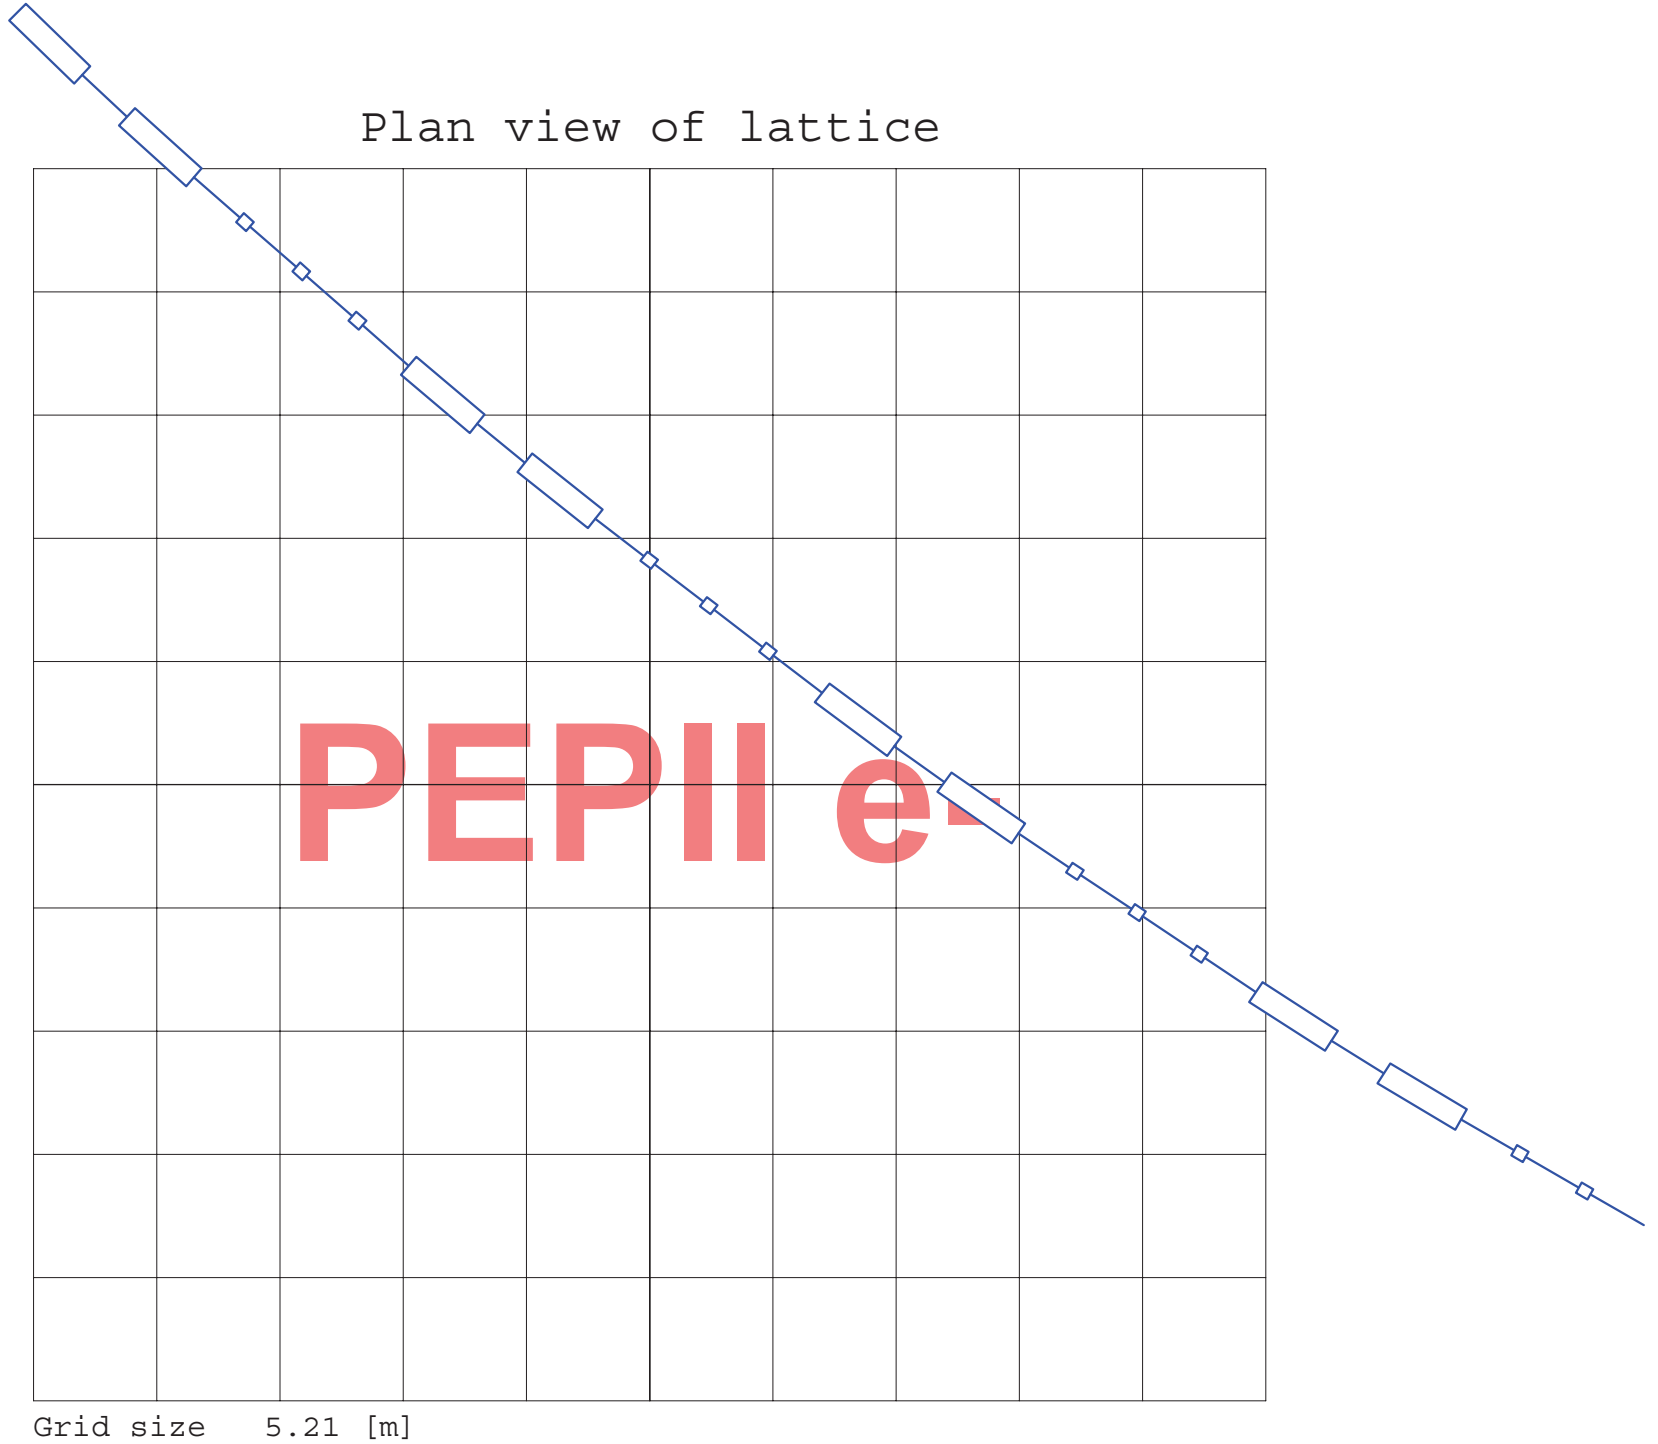 Plan view of lattice
PEPII e-
Grid size 5.21 [m]